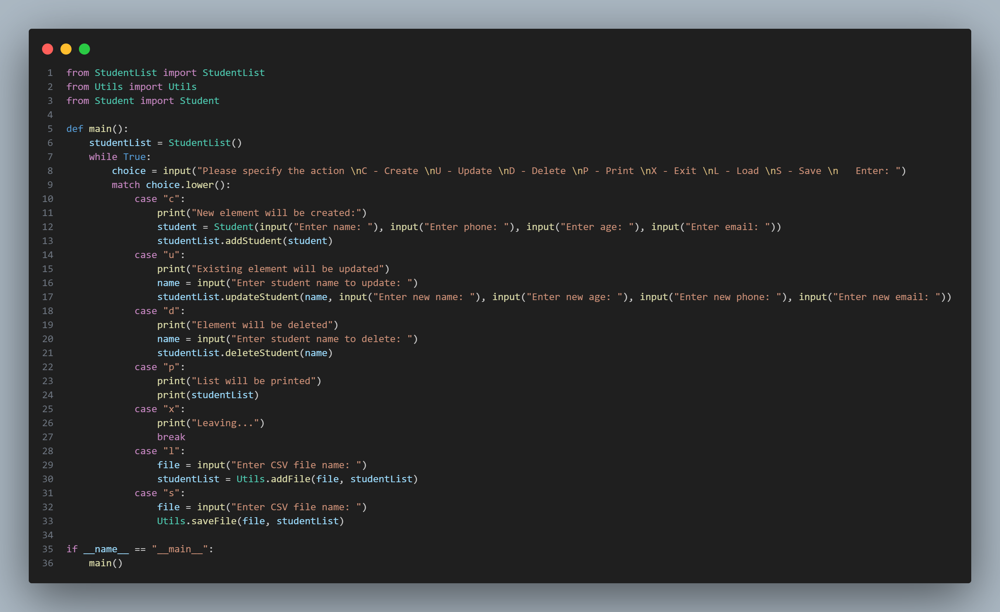 1 from StudentList import StudentList
2 from Utils import Utils
3 from Student import Student
4
5 def main():
6     studentList = StudentList()
7     while True:
8         choice = input("Please specify the action \nC - Create \nU - Update \nD - Delete \nP - Print \nX - Exit \nL - Load \nS - Save \n   Enter: ")
9         match choice.lower():
10             case "c":
11                 print("New element will be created:")
12                 student = Student(input("Enter name: "), input("Enter phone: "), input("Enter age: "), input("Enter email: "))
13                 studentList.addStudent(student)
14             case "u":
15                 print("Existing element will be updated")
16                 name = input("Enter student name to update: ")
17                 studentList.updateStudent(name, input("Enter new name: "), input("Enter new age: "), input("Enter new phone: "), input("Enter new email: "))
18             case "d":
19                 print("Element will be deleted")
20                 name = input("Enter student name to delete: ")
21                 studentList.deleteStudent(name)
22             case "p":
23                 print("List will be printed")
24                 print(studentList)
25             case "x":
26                 print("Leaving...")
27                 break
28             case "l":
29                 file = input("Enter CSV file name: ")
30                 studentList = Utils.addFile(file, studentList)
31             case "s":
32                 file = input("Enter CSV file name: ")
33                 Utils.saveFile(file, studentList)
34
35 if __name__ == "__main__":
36     main()